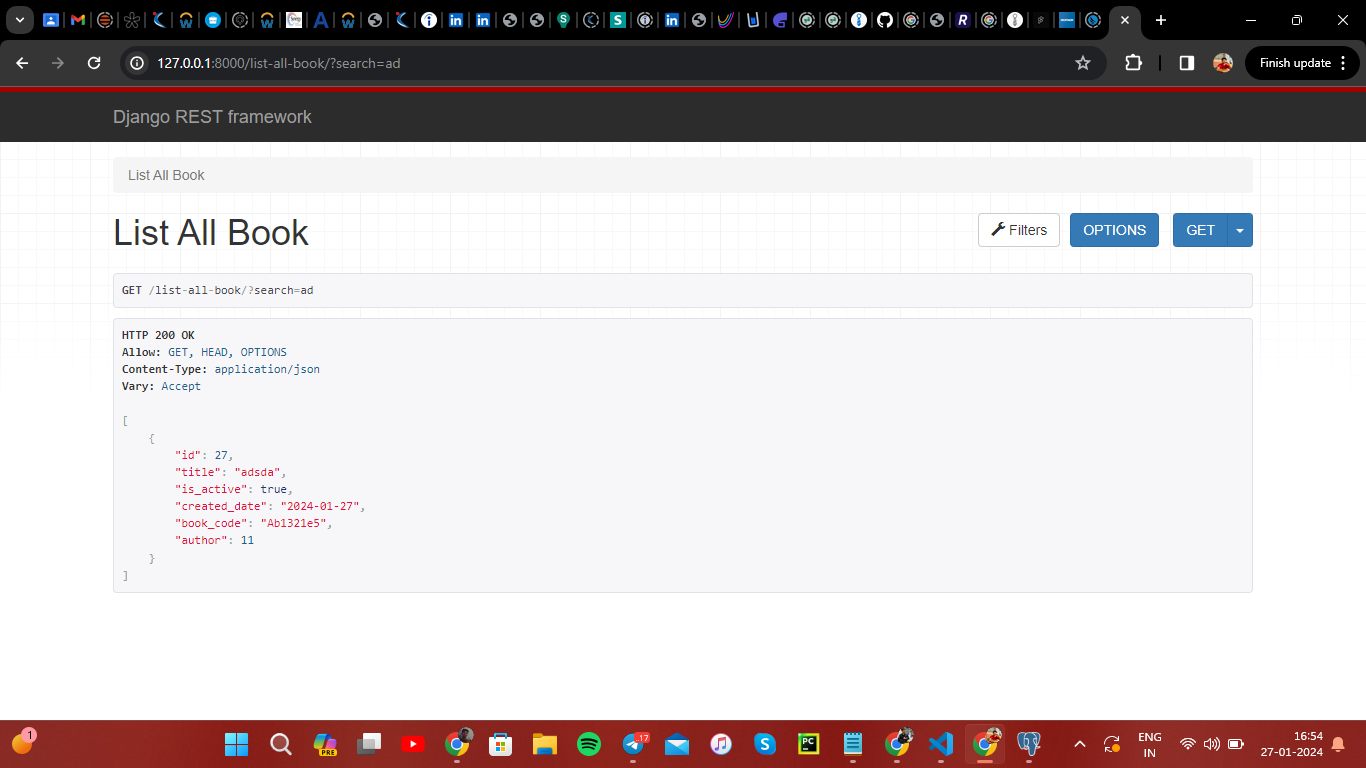 127.0.0.1:8000/list-all-book/?search=ad
Finish update
Django REST framework
List All Book
List All Book
Filters
OPTIONS
GET
GET /list-all-book/?search=ad
HTTP 200 OK
Allow: GET, HEAD, OPTIONS
Content-Type: application/json
Vary: Accept
[
    {
        "id": 27,
        "title": "adsda",
        "is_active": true,
        "created_date": "2024-01-27",
        "book_code": "Ab1321e5",
        "author": 11
    }
]
1
PRE
.17
PC
ENG
IN
16:54
27-01-2024